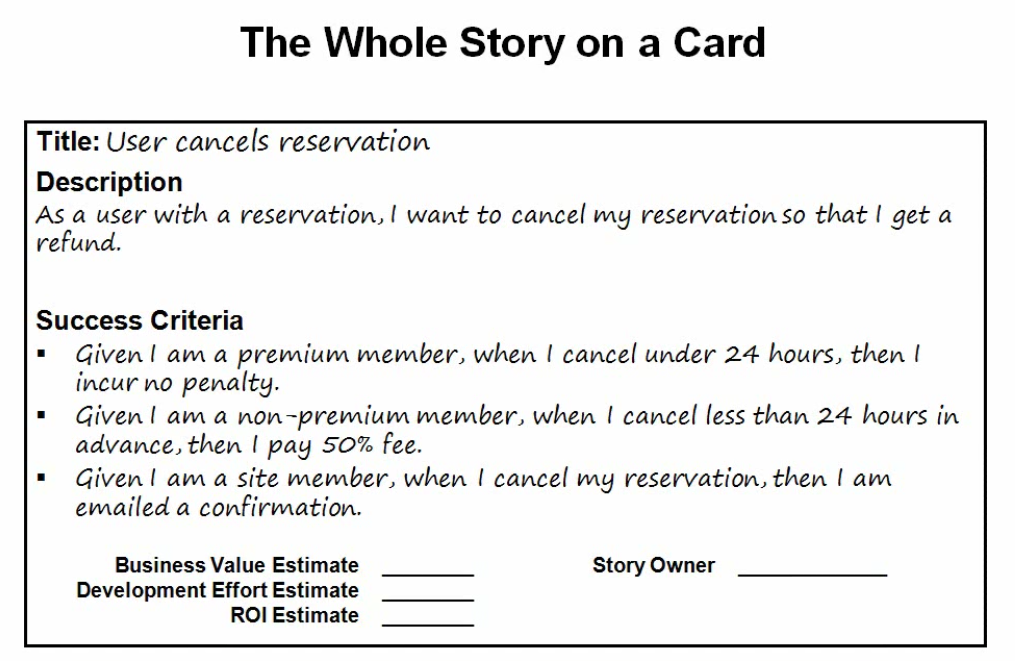 The Whole Story on a Card
Title: User cancels reservation
Description
As a user with a reservation, I want to cancel my reservation so that I get a
refund.
Success Criteria
▪ Given I am a premium member, when I cancel under 24 hours, then I
incur no penalty.
▪ Given I am a non-premium member, when I cancel less than 24 hours in
advance, then I pay 50% fee.
▪ Given I am a site member, when I cancel my reservation, then I am
emailed a confirmation.
Business Value Estimate ________ Story Owner ________
Development Effort Estimate ________
ROI Estimate ________